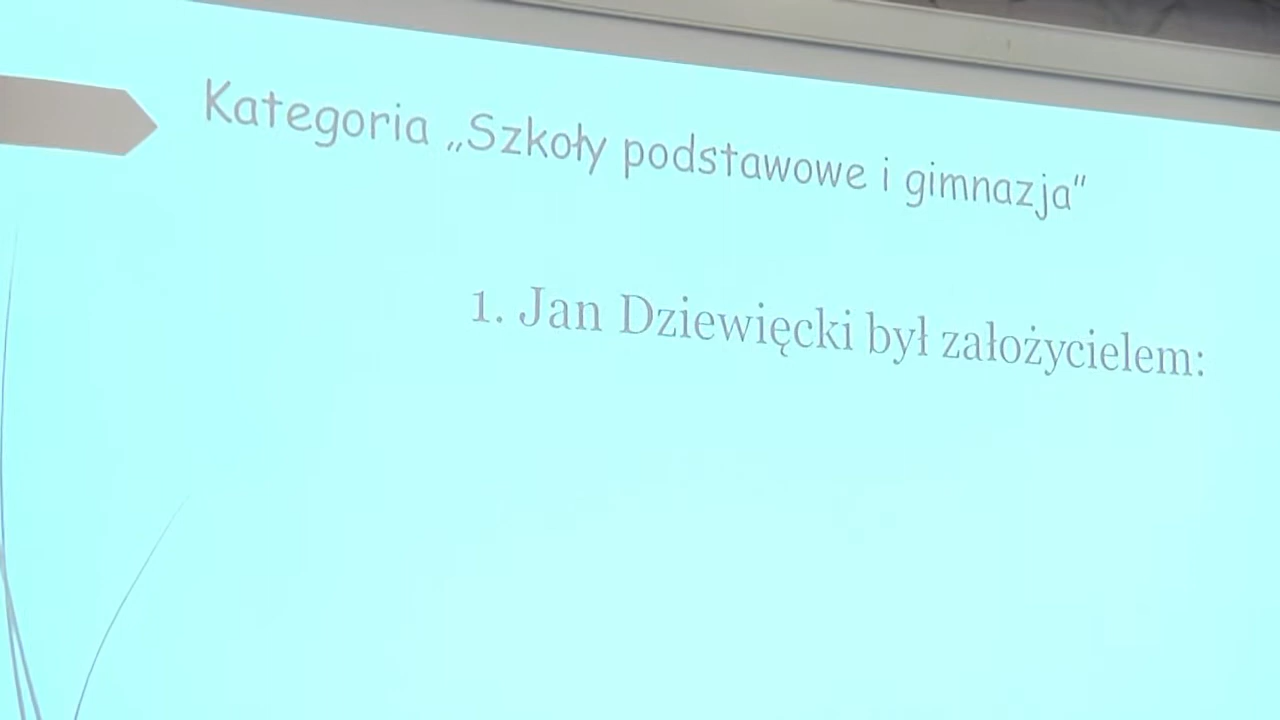 Kategoria „Szkoły podstawowe i gimnazja”
1. Jan Dziewięcki był założycielem: